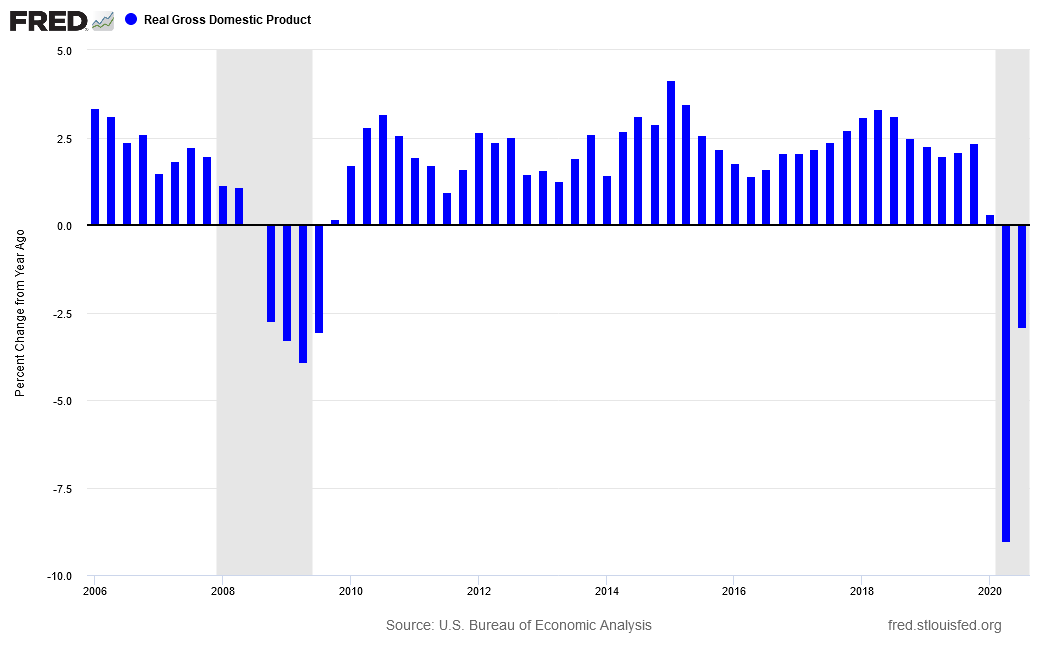 FRED Real Gross Domestic Product
5.0
2.5
0.0
-2.5
-5.0
-7.5
-10.0
Percent Change from Year Ago
2006 2008 2010 2012 2014 2016 2018 2020
Source: U.S. Bureau of Economic Analysis fred.stlouisfed.org